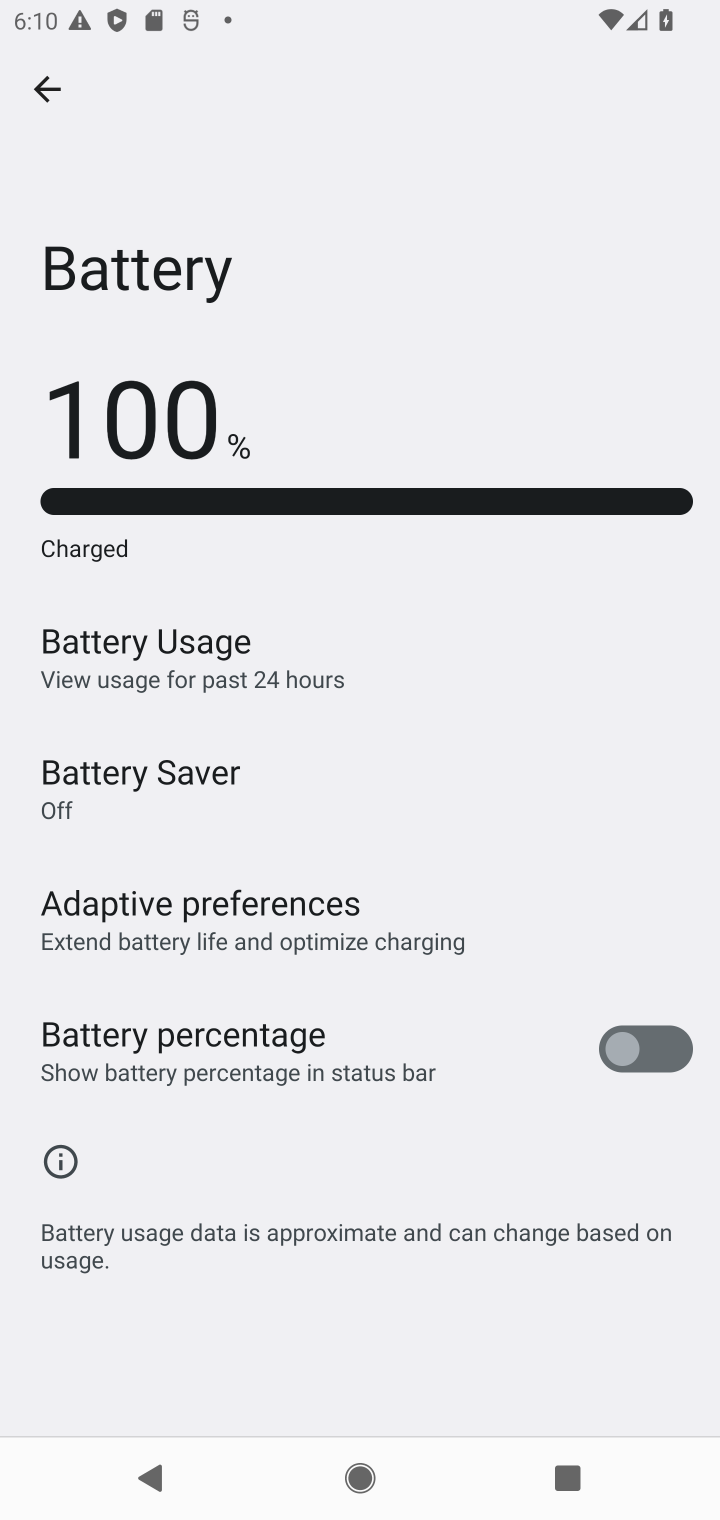 6:10
Battery
100 %
Charged
Battery Usage
View usage for past 24 hours
Battery Saver
Off
Adaptive preferences
Extend battery life and optimize charging
Battery percentage
Show battery percentage in status bar
Battery usage data is approximate and can change based on
usage.